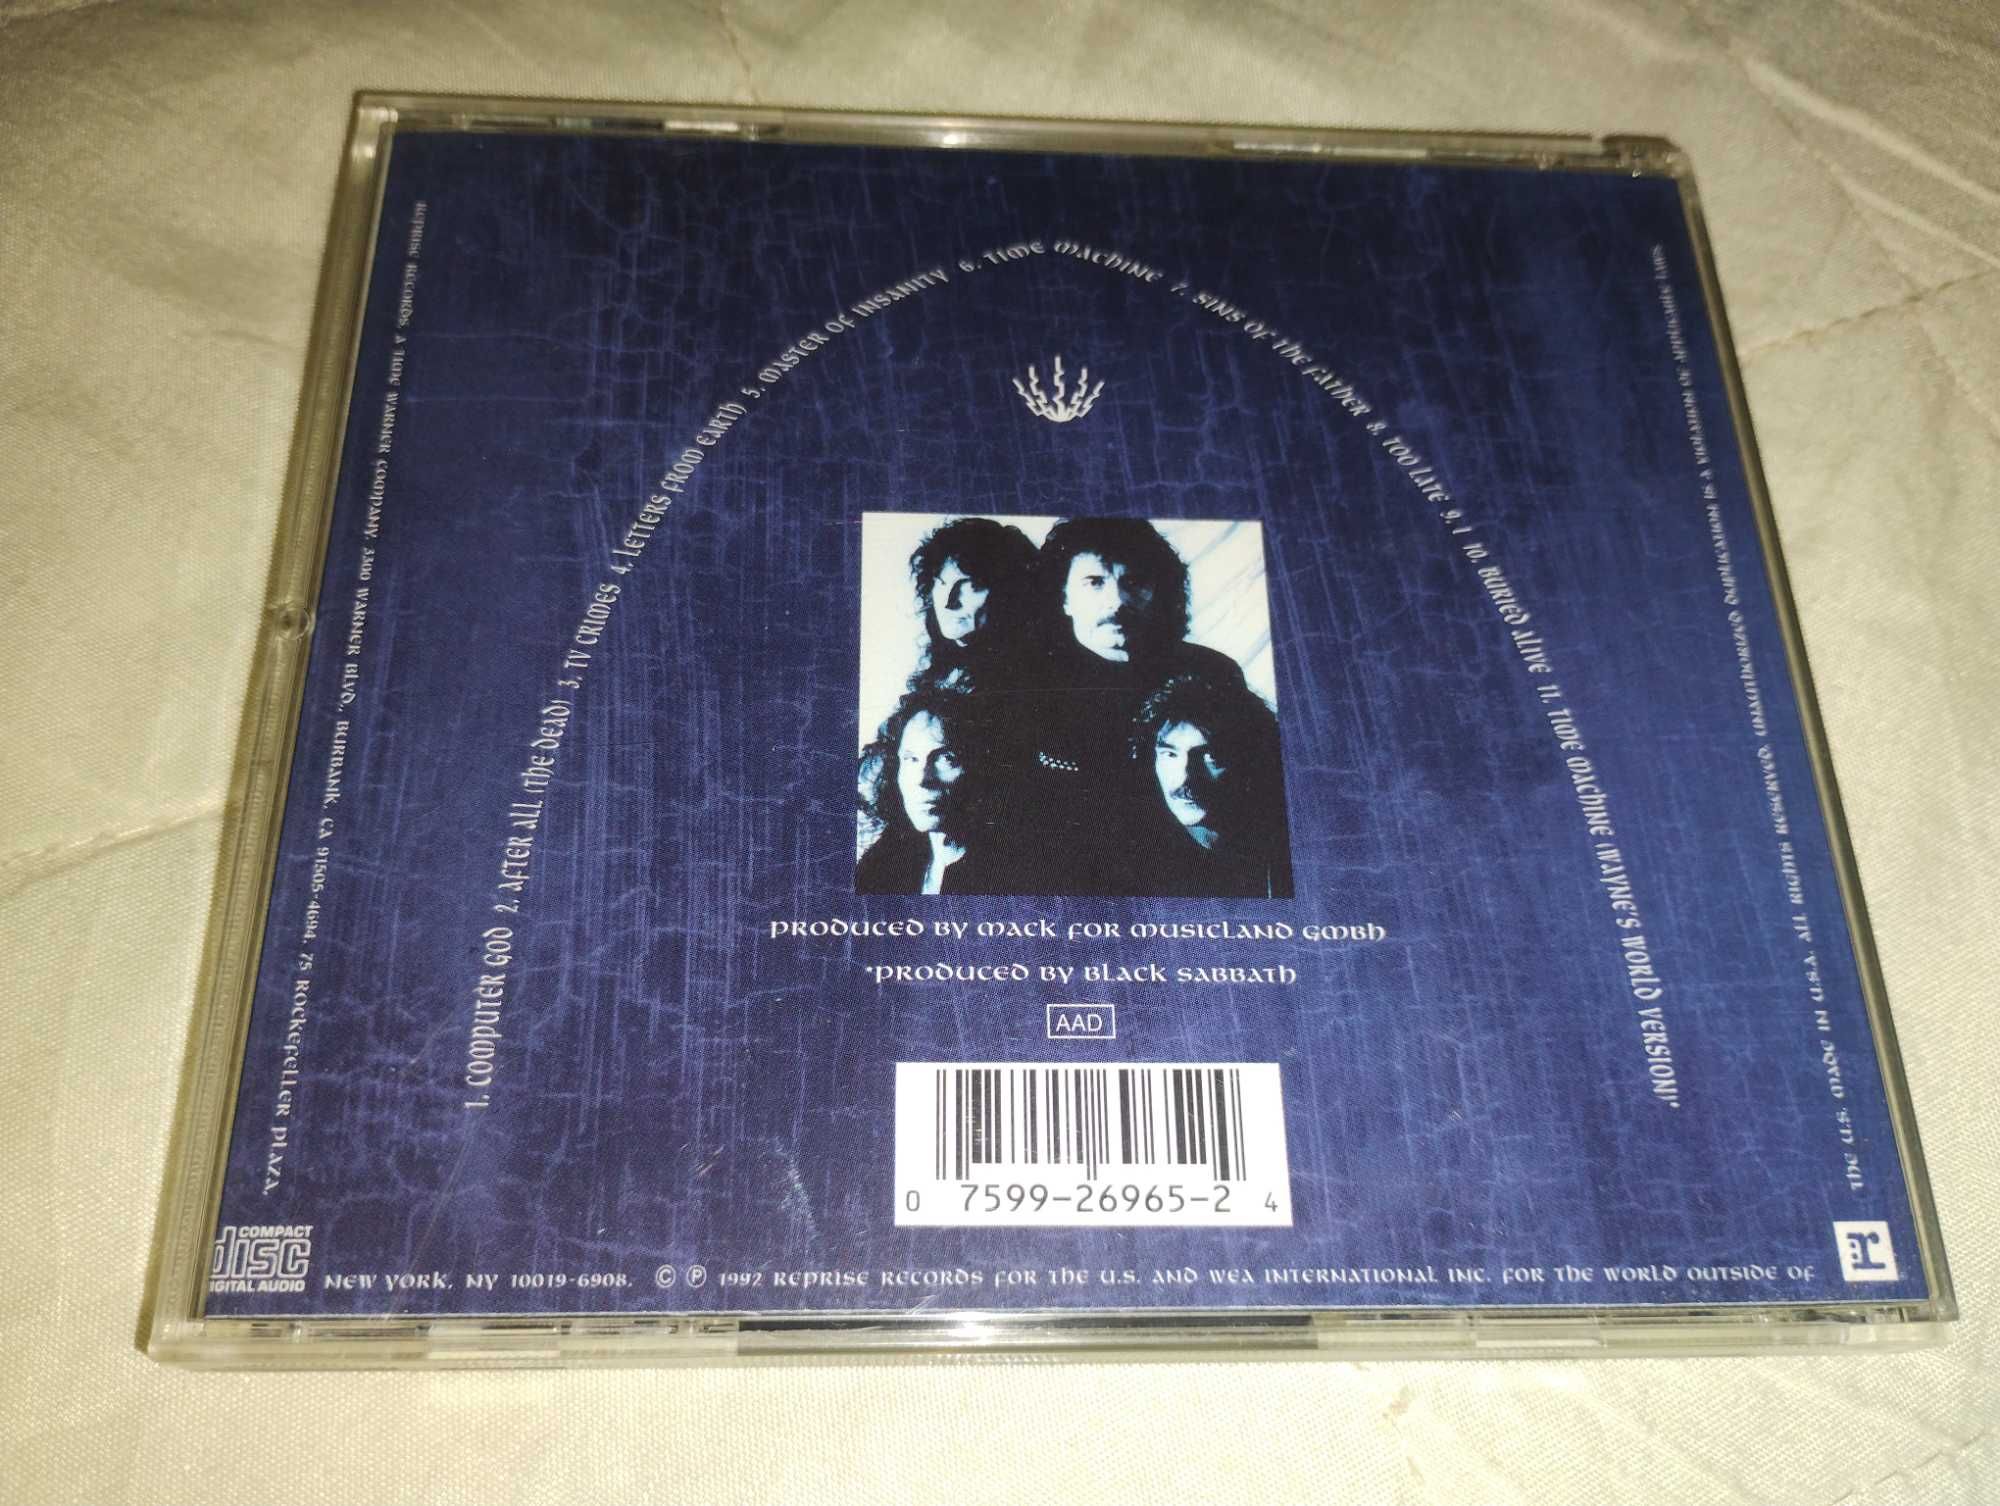 1. COMPUTER GOD 2. AFTER ALL (THE DEAD) 3. TV CRIMES 4. LETTERS FROM EARTH 5. MASTER OF INSANITY 6. TIME MACHINE 7. SINS OF THE FATHER 8. TOO LATE 9. I 10. BURIED ALIVE 11. TIME MACHINE (WAYNE'S WORLD VERSION)*
PRODUCED BY MACK FOR MUSICLAND GMBH
*PRODUCED BY BLACK SABBATH
AAD
0 7599-26965-2 4
COMPACT
disc
DIGITAL AUDIO
REPRISE RECORDS, A TIME WARNER COMPANY, 3300 WARNER BLVD., BURBANK, CA 91505-4694. 75 ROCKEFELLER PLAZA,
NEW YORK, NY 10019-6908. © ℗ 1992 REPRISE RECORDS FOR THE U.S. AND WEA INTERNATIONAL INC. FOR THE WORLD OUTSIDE OF
THE U.S. MADE IN U.S.A. ALL RIGHTS RESERVED. UNAUTHORIZED DUPLICATION IS A VIOLATION OF APPLICABLE LAWS.
:r